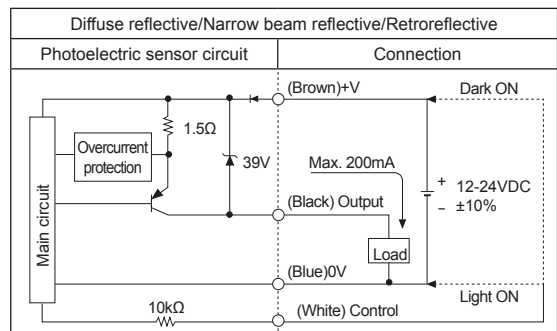 Diffuse reflective/Narrow beam reflective/Retroreflective
Photoelectric sensor circuit
Connection
(Brown)+V
Dark ON
1.5Ω
Overcurrent
protection
39V
Max. 200mA
+
12-24VDC
−
±10%
(Black) Output
Main circuit
Load
(Blue)0V
Light ON
10kΩ
(White) Control